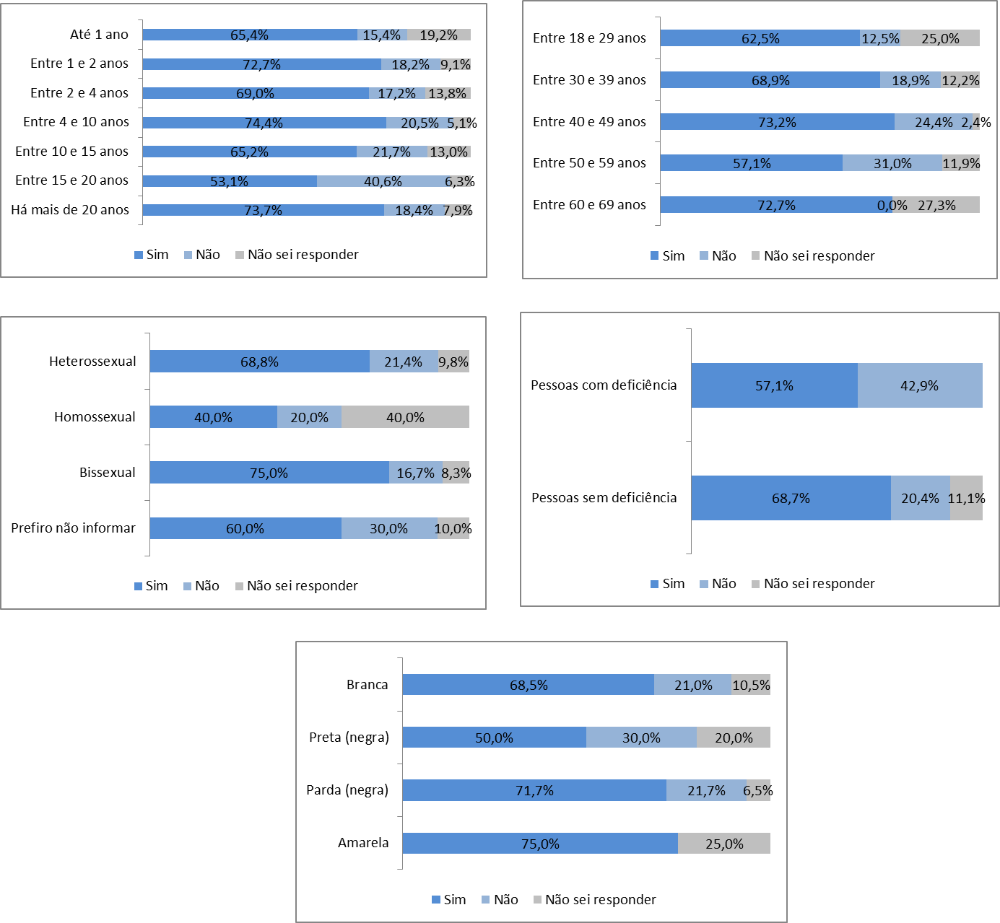 Até 1 ano 65,4% 15,4% 19,2%
Entre 1 e 2 anos 72,7% 18,2% 9,1%
Entre 2 e 4 anos 69,0% 17,2% 13,8%
Entre 4 e 10 anos 74,4% 20,5% 5,1%
Entre 10 e 15 anos 65,2% 21,7% 13,0%
Entre 15 e 20 anos 53,1% 40,6% 6,3%
Há mais de 20 anos 73,7% 18,4% 7,9%
Sim Não Não sei responder
Entre 18 e 29 anos 62,5% 12,5% 25,0%
Entre 30 e 39 anos 68,9% 18,9% 12,2%
Entre 40 e 49 anos 73,2% 24,4% 2,4%
Entre 50 e 59 anos 57,1% 31,0% 11,9%
Entre 60 e 69 anos 72,7% 0,0% 27,3%
Sim Não Não sei responder
Heterossexual 68,8% 21,4% 9,8%
Homossexual 40,0% 20,0% 40,0%
Bissexual 75,0% 16,7% 8,3%
Prefiro não informar 60,0% 30,0% 10,0%
Sim Não Não sei responder
Pessoas com deficiência 57,1% 42,9%
Pessoas sem deficiência 68,7% 20,4% 11,1%
Sim Não Não sei responder
Branca 68,5% 21,0% 10,5%
Preta (negra) 50,0% 30,0% 20,0%
Parda (negra) 71,7% 21,7% 6,5%
Amarela 75,0% 25,0%
Sim Não Não sei responder